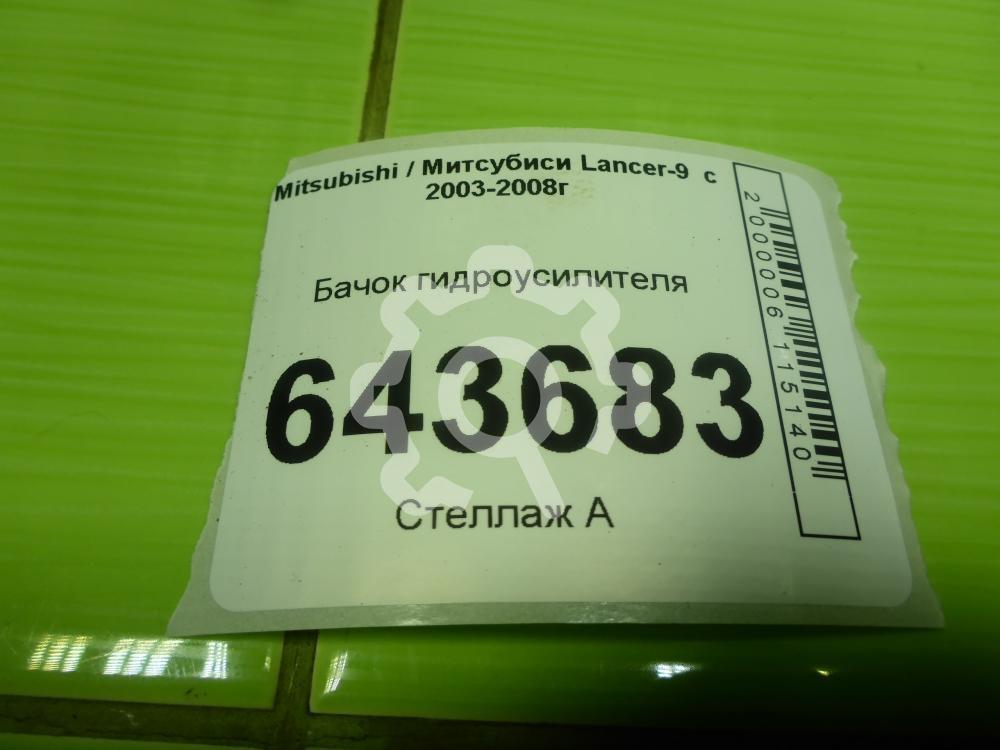 Mitsubishi / Митсубиси Lancer-9 с
2003-2008г
Бачок гидроусилителя
643683
Стеллаж А
2000006115140